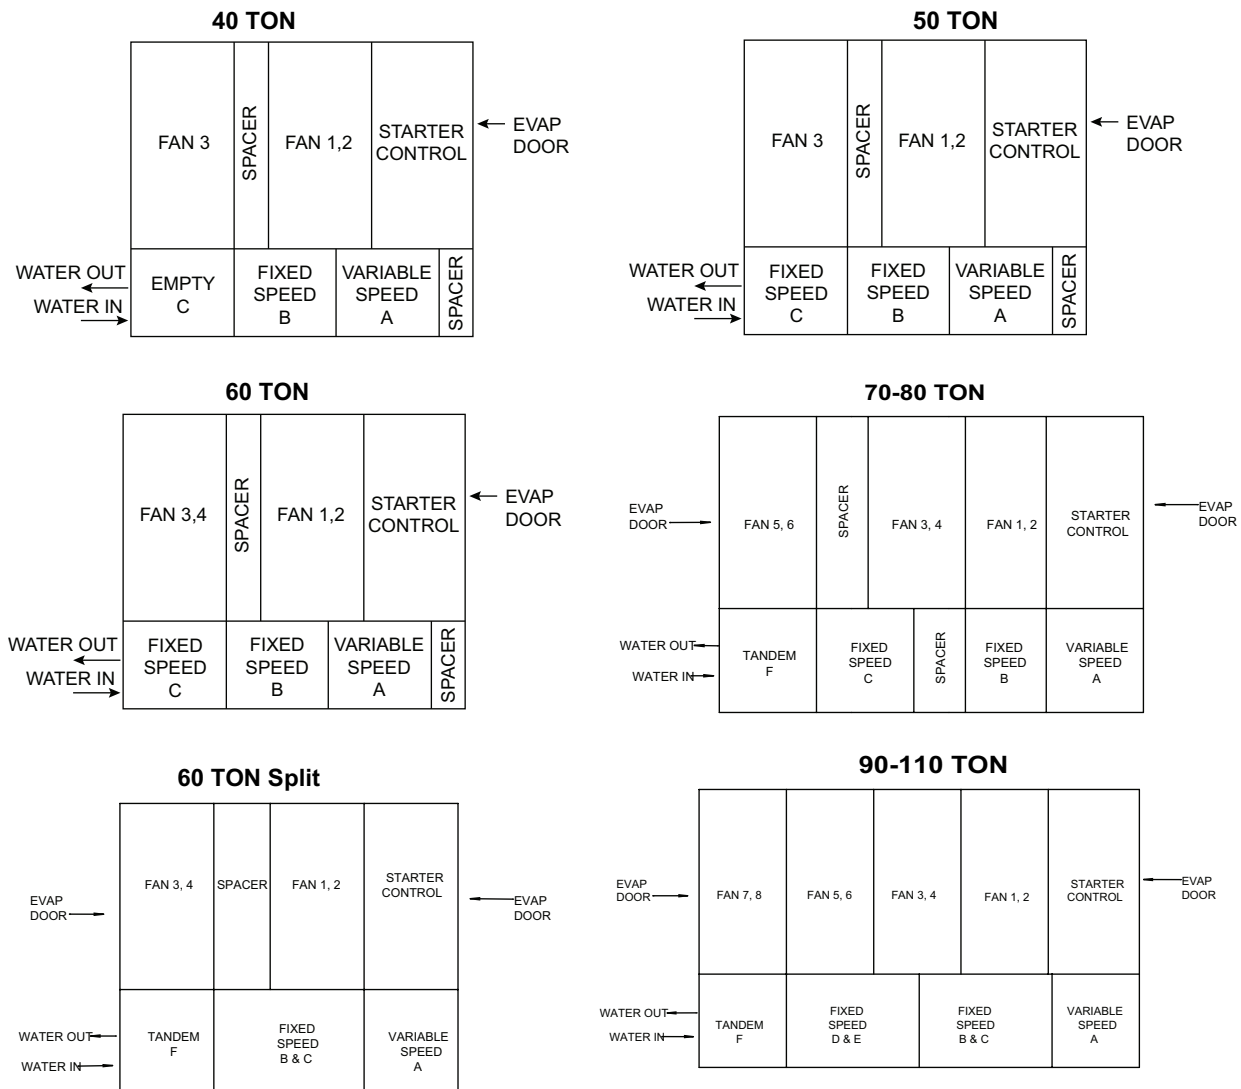 40 TON
FAN 3
SPACER
FAN 1,2
STARTER
CONTROL
EVAP
DOOR
WATER OUT
WATER IN
EMPTY
C
FIXED
SPEED
B
VARIABLE
SPEED
A
SPACER
50 TON
FAN 3
SPACER
FAN 1,2
STARTER
CONTROL
EVAP
DOOR
WATER OUT
WATER IN
FIXED
SPEED
C
FIXED
SPEED
B
VARIABLE
SPEED
A
SPACER
60 TON
FAN 3,4
SPACER
FAN 1,2
STARTER
CONTROL
EVAP
DOOR
WATER OUT
WATER IN
FIXED
SPEED
C
FIXED
SPEED
B
VARIABLE
SPEED
A
SPACER
70-80 TON
EVAP
DOOR
FAN 5, 6
SPACER
FAN 3, 4
FAN 1, 2
STARTER
CONTROL
EVAP
DOOR
WATER OUT
WATER IN
TANDEM
F
FIXED
SPEED
C
SPACER
FIXED
SPEED
B
VARIABLE
SPEED
A
60 TON Split
EVAP
DOOR
FAN 3, 4
SPACER
FAN 1, 2
STARTER
CONTROL
EVAP
DOOR
WATER OUT
WATER IN
TANDEM
F
FIXED
SPEED
B & C
VARIABLE
SPEED
A
90-110 TON
EVAP
DOOR
FAN 7, 8
FAN 5, 6
FAN 3, 4
FAN 1, 2
STARTER
CONTROL
EVAP
DOOR
WATER OUT
WATER IN
TANDEM
F
FIXED
SPEED
D & E
FIXED
SPEED
B & C
VARIABLE
SPEED
A